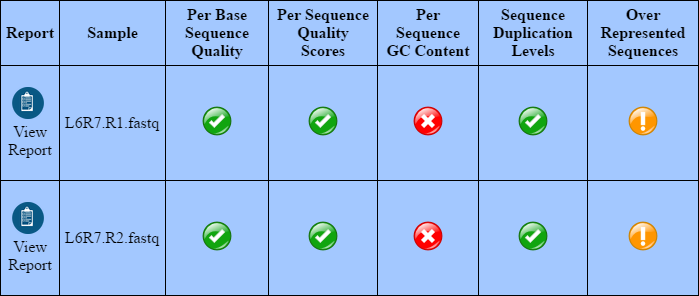 Report
Sample
Per Base
Sequence
Quality
Per Sequence
Quality
Scores
Per
Sequence
GC Content
Sequence
Duplication
Levels
Over
Represented
Sequences
View
Report
L6R7.R1.fastq
View
Report
L6R7.R2.fastq